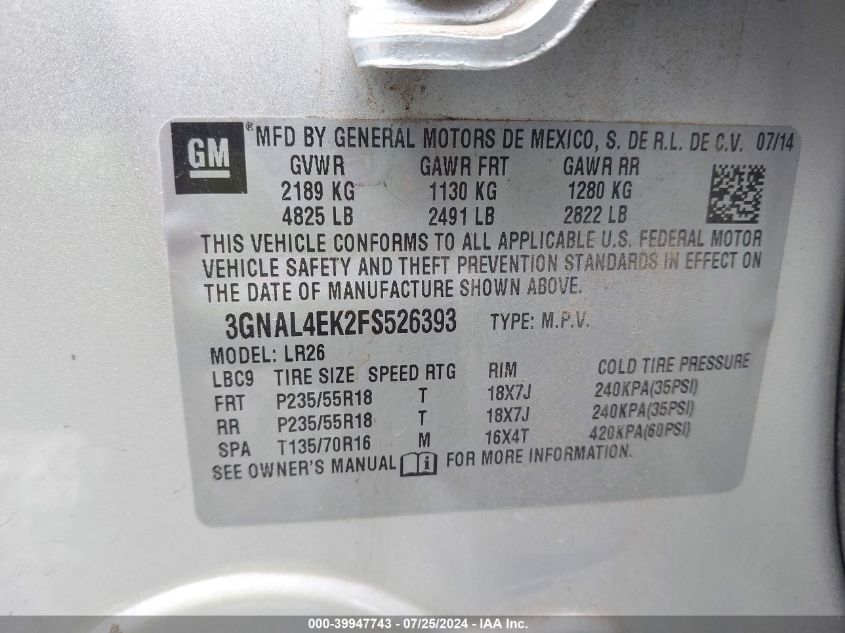 GM
® MFD BY GENERAL MOTORS DE MEXICO, S. DE R.L. DE C.V. 07/14
GVWR GAWR FRT GAWR RR
2189 KG 1130 KG 1280 KG
4825 LB 2491 LB 2822 LB
THIS VEHICLE CONFORMS TO ALL APPLICABLE U.S. FEDERAL MOTOR
VEHICLE SAFETY AND THEFT PREVENTION STANDARDS IN EFFECT ON
THE DATE OF MANUFACTURE SHOWN ABOVE.
3GNAL4EK2FS526393 TYPE: M.P.V.
MODEL: LR26
LBC9 TIRE SIZE SPEED RTG RIM COLD TIRE PRESSURE
FRT P235/55R18 T 18X7J 240KPA(35PSI)
RR P235/55R18 T 18X7J 240KPA(35PSI)
SPA T135/70R16 M 16X4T 420KPA(60PSI)
SEE OWNER'S MANUAL FOR MORE INFORMATION.
000-39947743 - 07/25/2024 - IAA Inc.